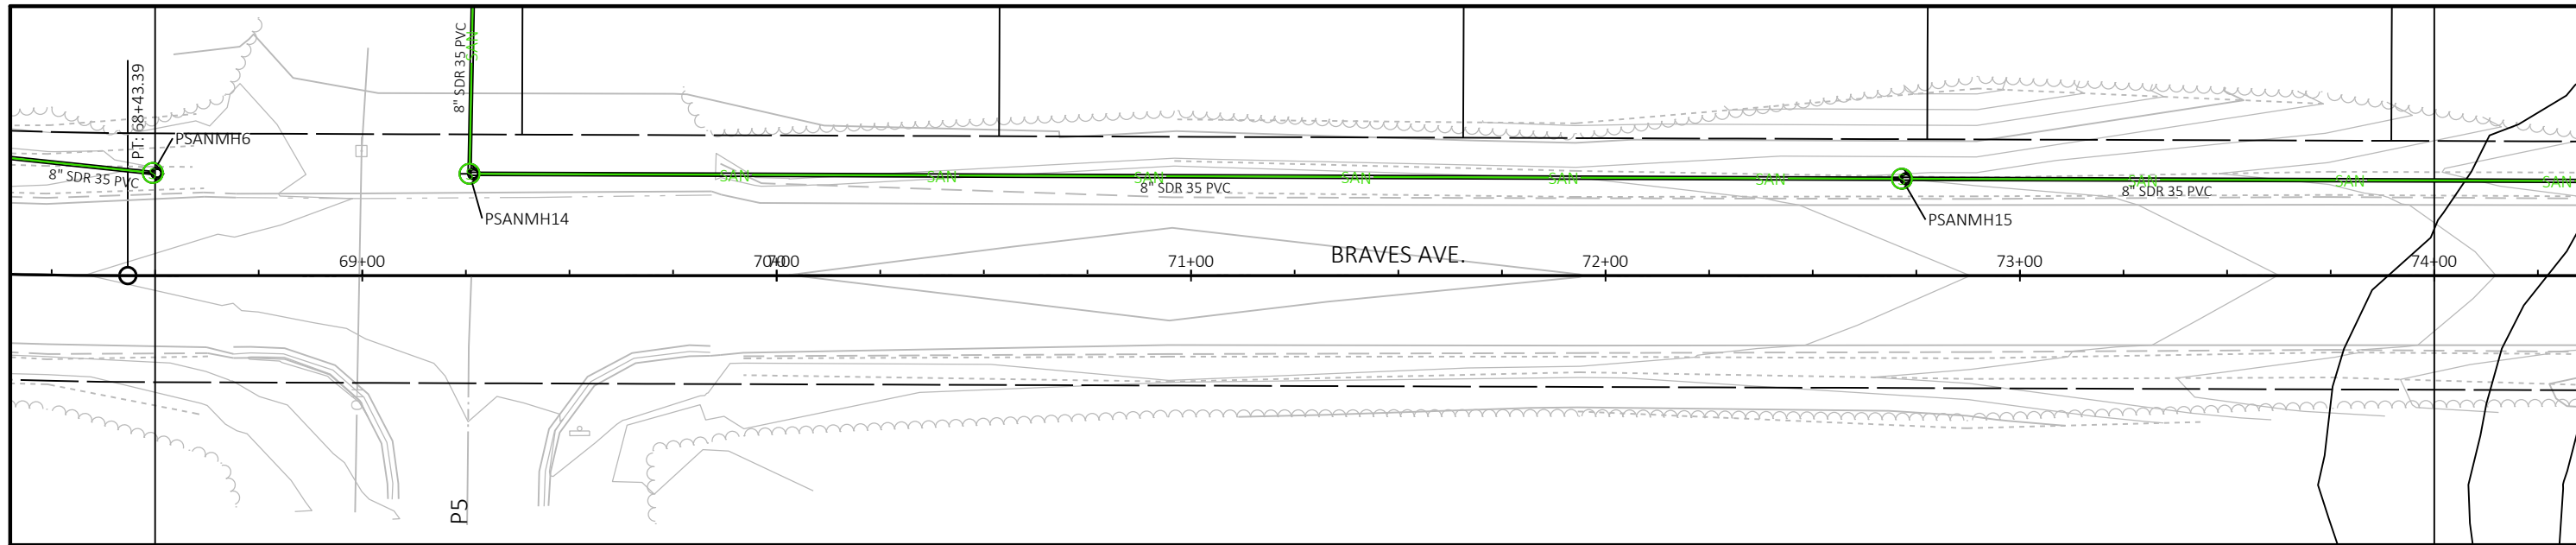 PT: 68+43.39
PSANMH6
8" SDR 35 PVC
8" SDR 35 PVC
SAN
PSANMH14
SAN
SAN
SAN
8" SDR 35 PVC
SAN
SAN
SAN
PSANMH15
SAN
8" SDR 35 PVC
SAN
SAN
BRAVES AVE.
69+00
70+00
71+00
72+00
73+00
74+00
P5